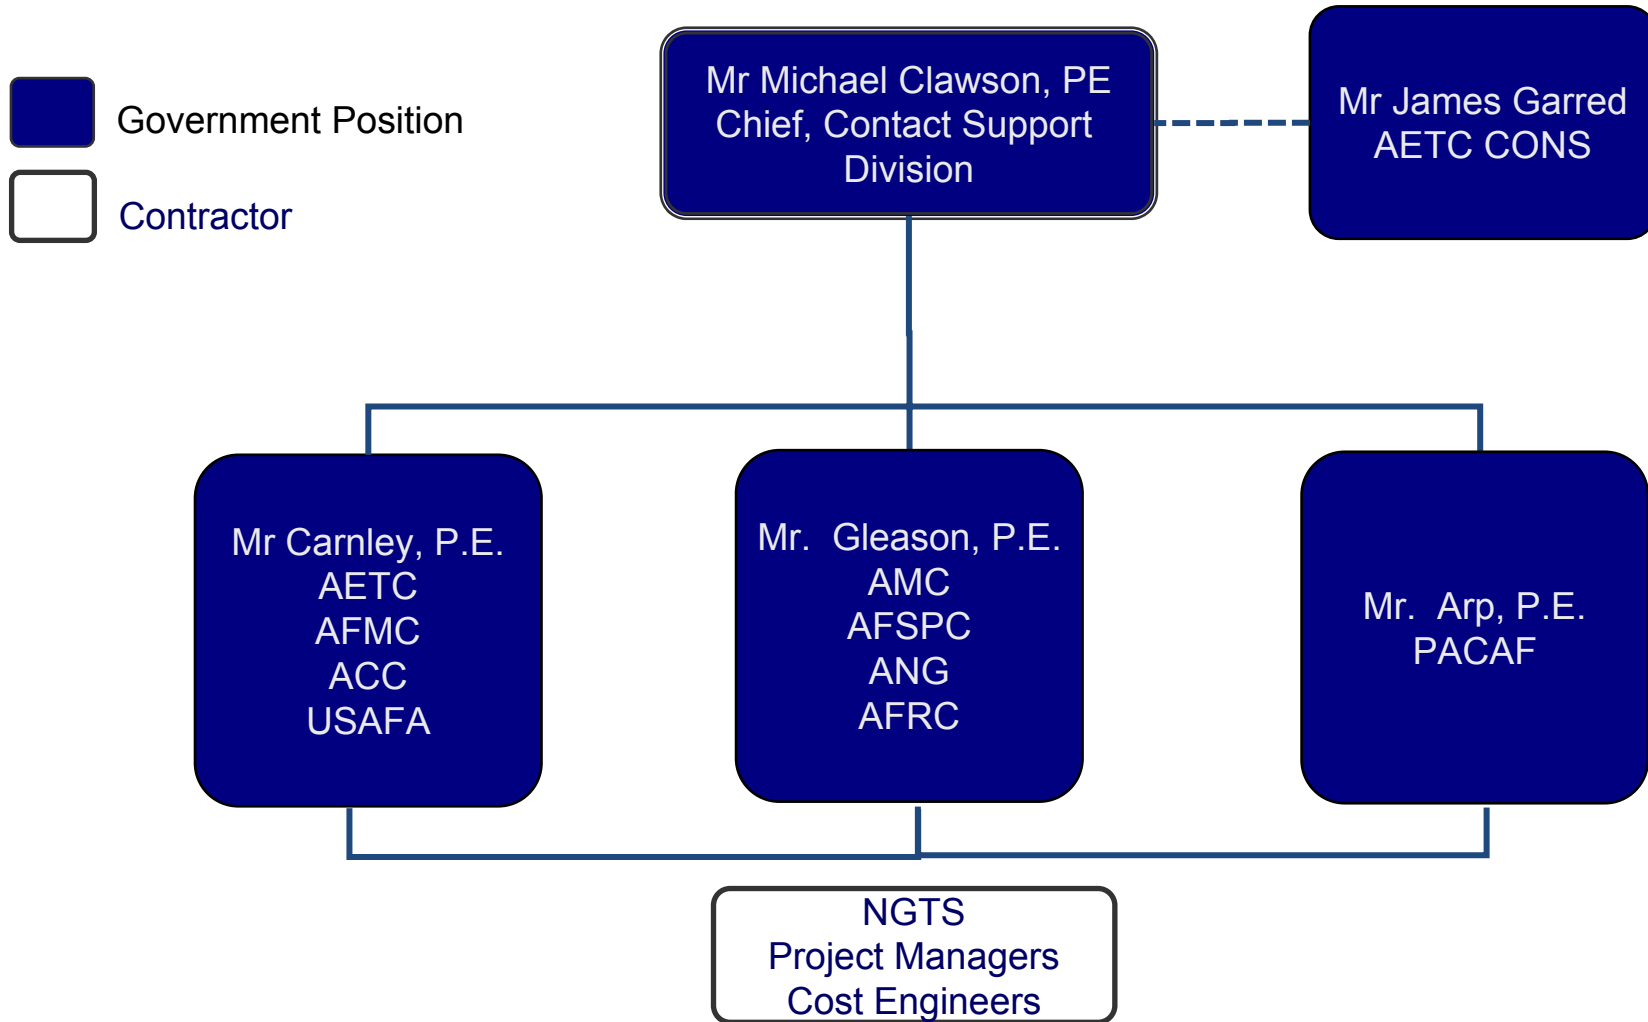 Government Position
Contractor
Mr Michael Clawson, PE
Chief, Contact Support
Division
Mr James Garred
AETC CONS
Mr Carnley, P.E.
AETC
AFMC
ACC
USAFA
Mr. Gleason, P.E.
AMC
AFSPC
ANG
AFRC
Mr. Arp, P.E.
PACAF
NGTS
Project Managers
Cost Engineers